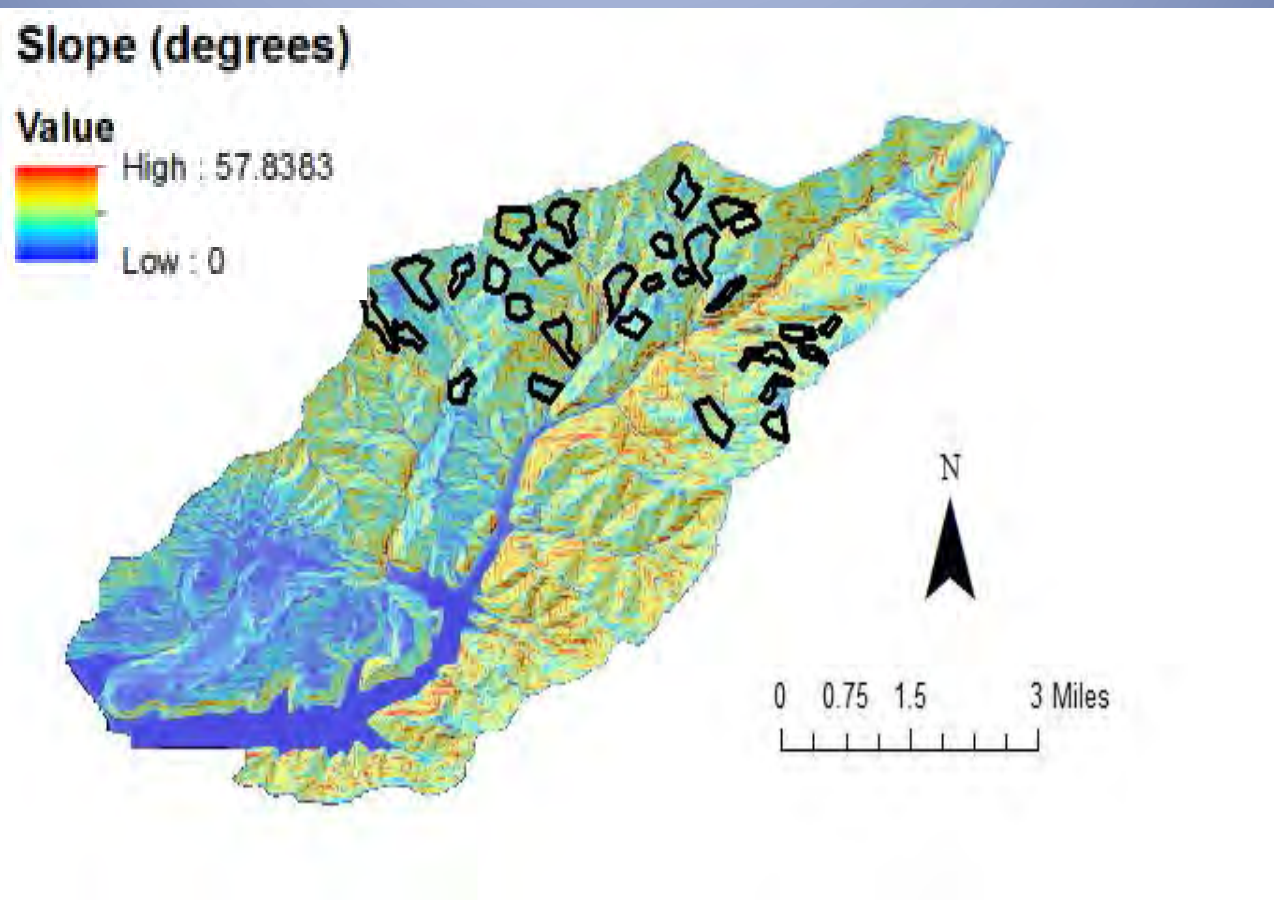 Slope (degrees)
Value
High : 57.8383
Low : 0
N
0 0.75 1.5 3 Miles